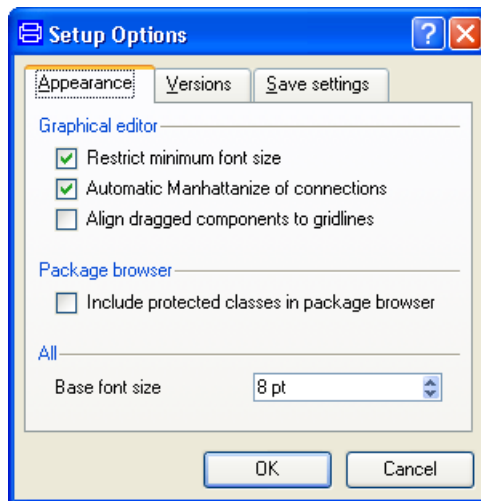 Setup Options
?
Appearance Versions Save settings
Graphical editor
Restrict minimum font size
Automatic Manhattanize of connections
Align dragged components to gridlines
Package browser
Include protected classes in package browser
All
Base font size 8 pt
OK Cancel